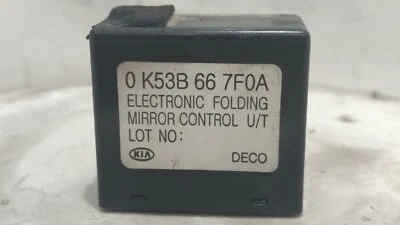 0 K53B 66 7F0A
ELECTRONIC FOLDING
MIRROR CONTROL U/T
LOT NO:
KIA DECO